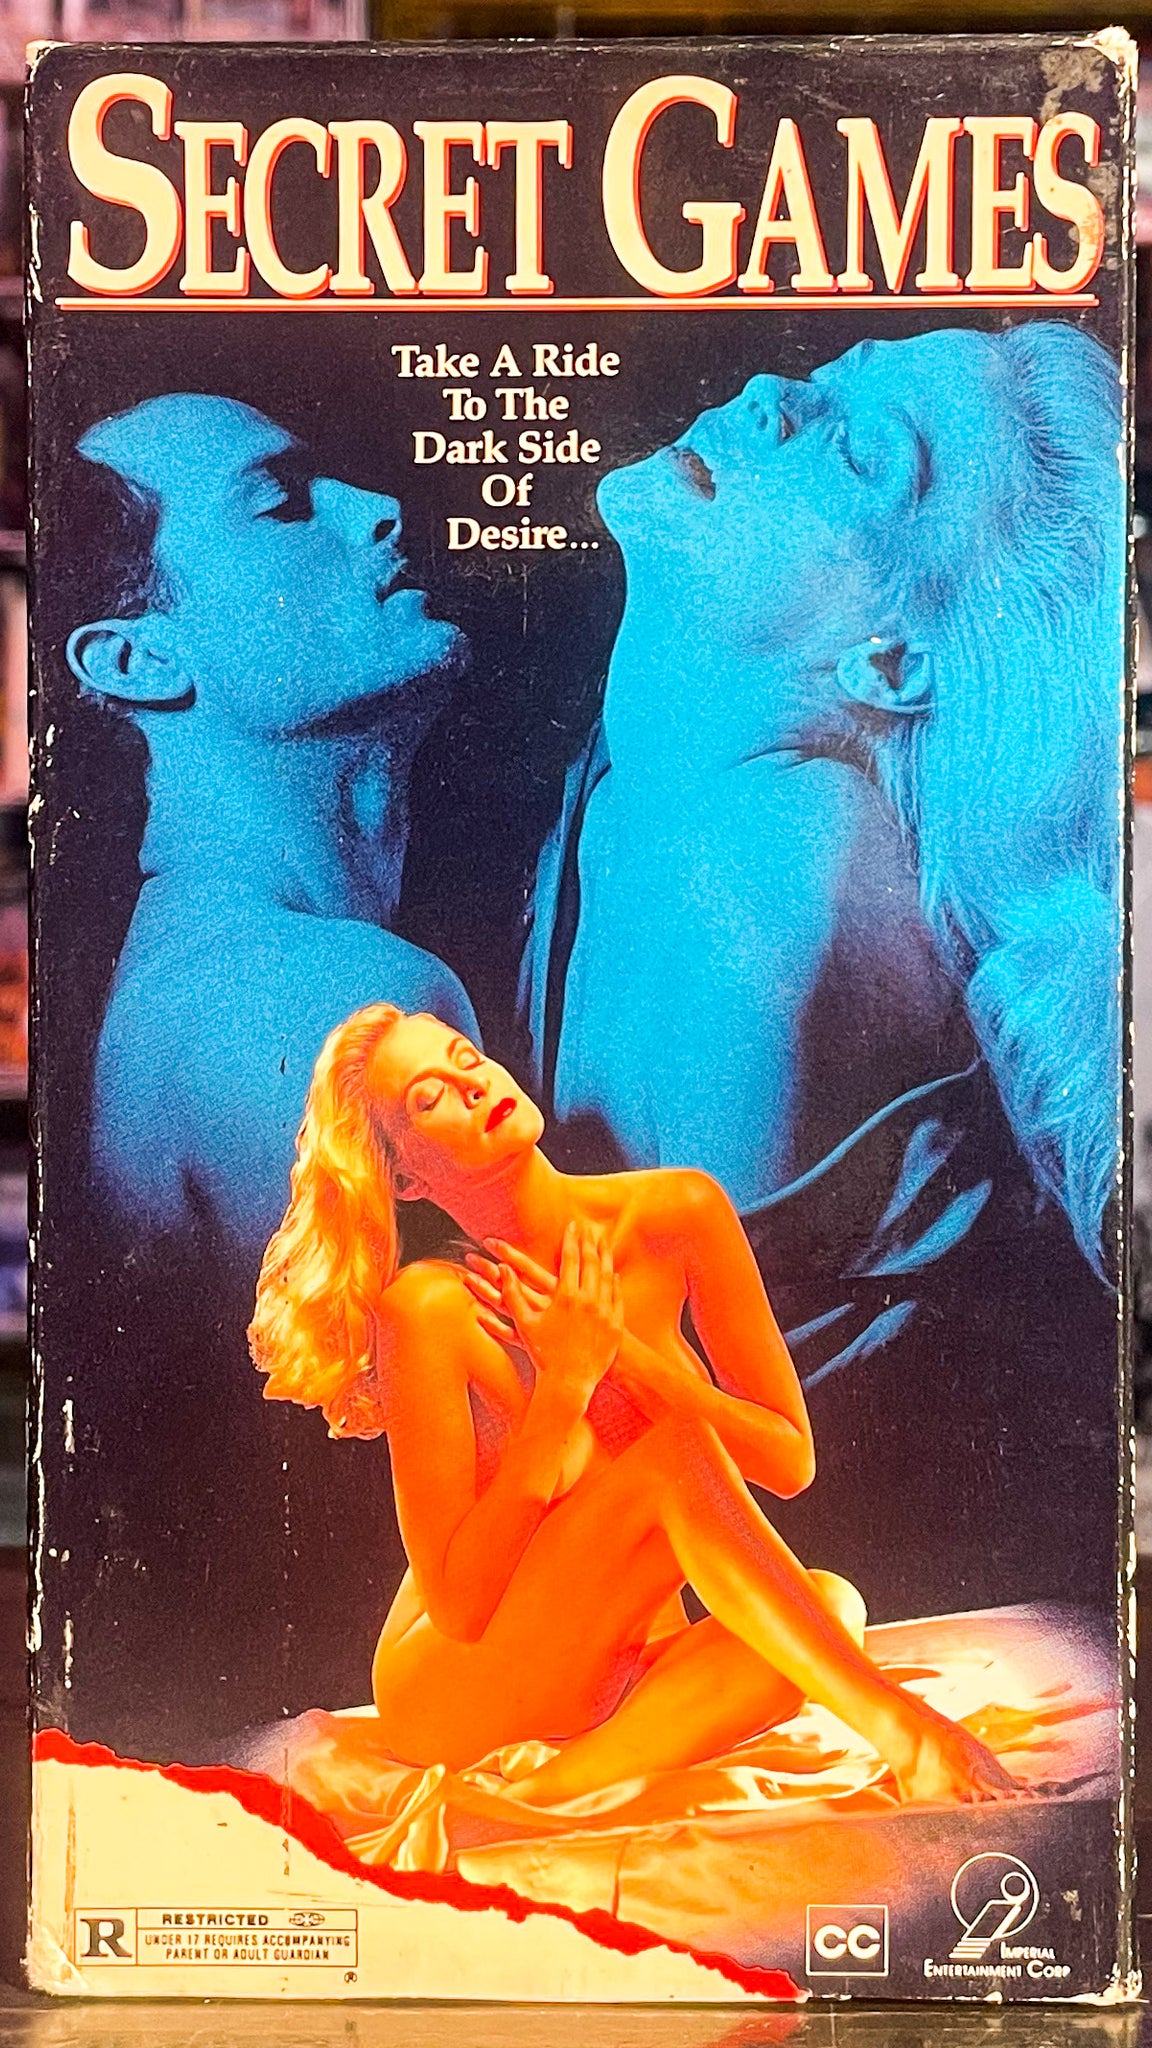 SECRET GAMES
Take A Ride
To The
Dark Side
Of
Desire...
R
RESTRICTED
UNDER 17 REQUIRES ACCOMPANYING
PARENT OR ADULT GUARDIAN
®
CC
IMPERIAL
ENTERTAINMENT CORP